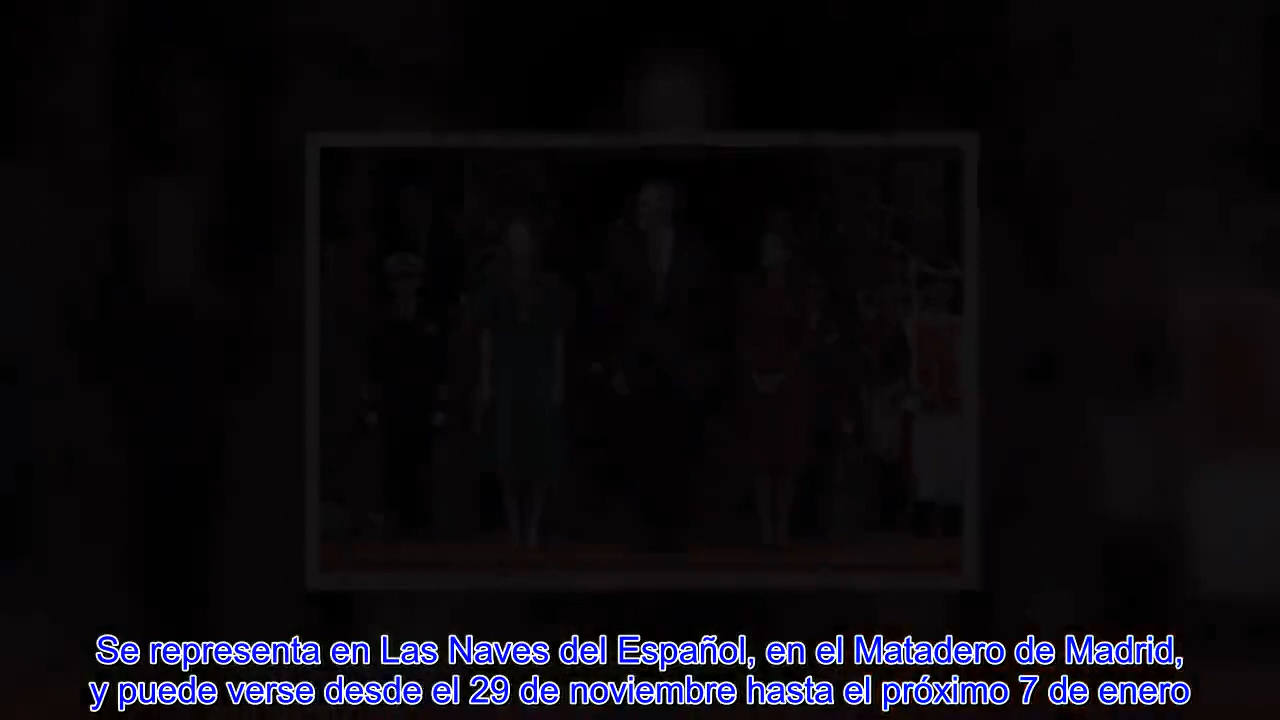 Se representa en Las Naves del Español, en el Matadero de Madrid,
y puede verse desde el 29 de noviembre hasta el próximo 7 de enero